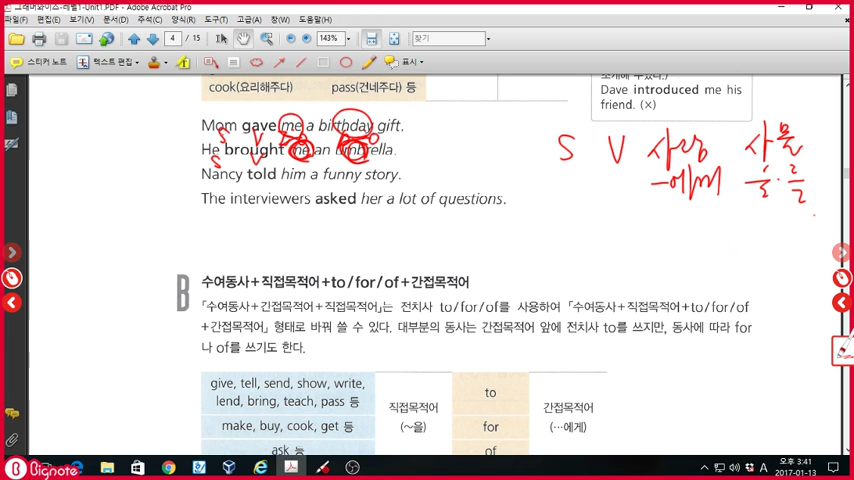 그래머와이즈-레벨1-Unit1.PDF - Adobe Acrobat Pro
파일(F) 편집(E) 보기(V) 문서(D) 주석(C) 양식(R) 도구(T) 고급(A) 창(W) 도움말(H)
4 / 15 143% 찾기
스티커 노트 텍스트 편집 표시
cook(요리해주다) pass(건네주다) 등
Dave introduced me his
friend. (×)
Mom gave me a birthday gift.
S V
He brought me an umbrella.
S V
Nancy told him a funny story.
The interviewers asked her a lot of questions.
S V 사람 사물
-에게 을·를
B 수여동사+직접목적어+to/for/of+간접목적어
「수여동사+간접목적어+직접목적어」는 전치사 to/for/of를 사용하여 「수여동사+직접목적어+to/for/of
+간접목적어」 형태로 바꿔 쓸 수 있다. 대부분의 동사는 간접목적어 앞에 전치사 to를 쓰지만, 동사에 따라 for
나 of를 쓰기도 한다.
give, tell, send, show, write,
lend, bring, teach, pass 등
직접목적어
(~을)
to
간접목적어
(…에게)
make, buy, cook, get 등 for
ask 등 of
Bignote
A 오후 3:41
2017-01-13